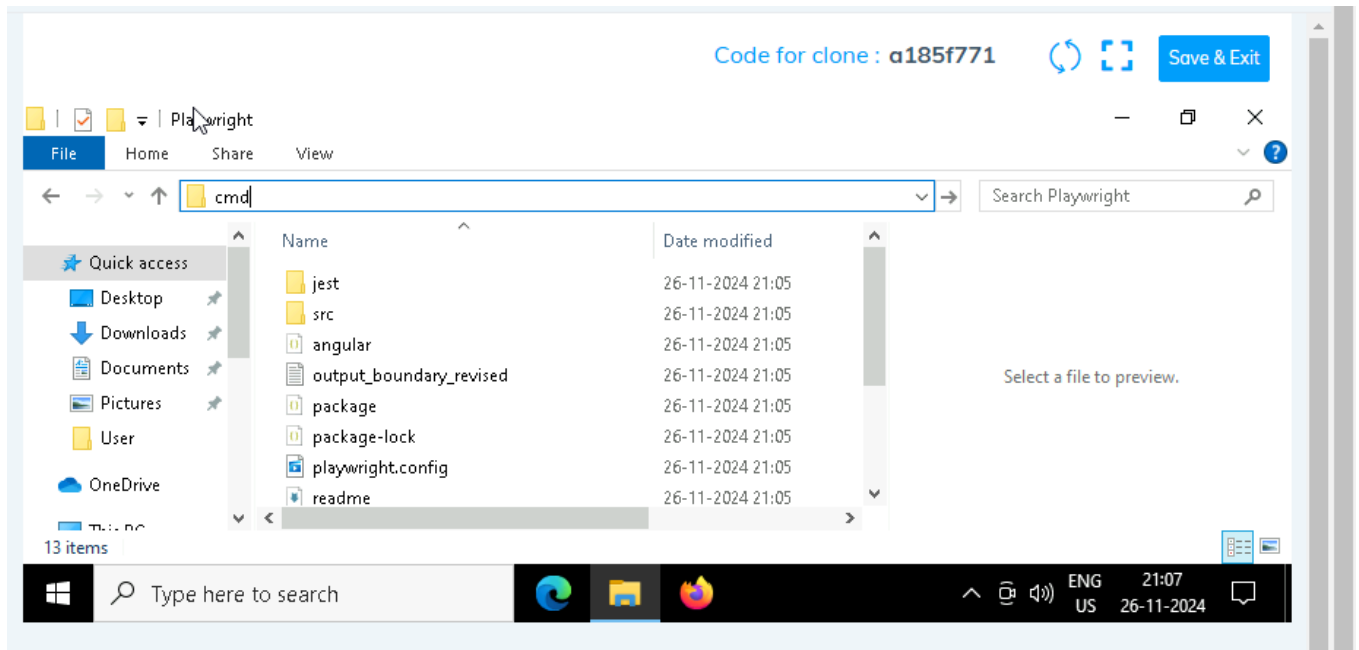 Code for clone : a185f771
Save & Exit
Playwright
File Home Share View
cmd
Search Playwright
Quick access
Desktop
Downloads
Documents
Pictures
User
OneDrive
This PC
Name Date modified
jest 26-11-2024 21:05
src 26-11-2024 21:05
angular 26-11-2024 21:05
output_boundary_revised 26-11-2024 21:05
package 26-11-2024 21:05
package-lock 26-11-2024 21:05
playwright.config 26-11-2024 21:05
readme 26-11-2024 21:05
Select a file to preview.
13 items
Type here to search
ENG
US
21:07
26-11-2024